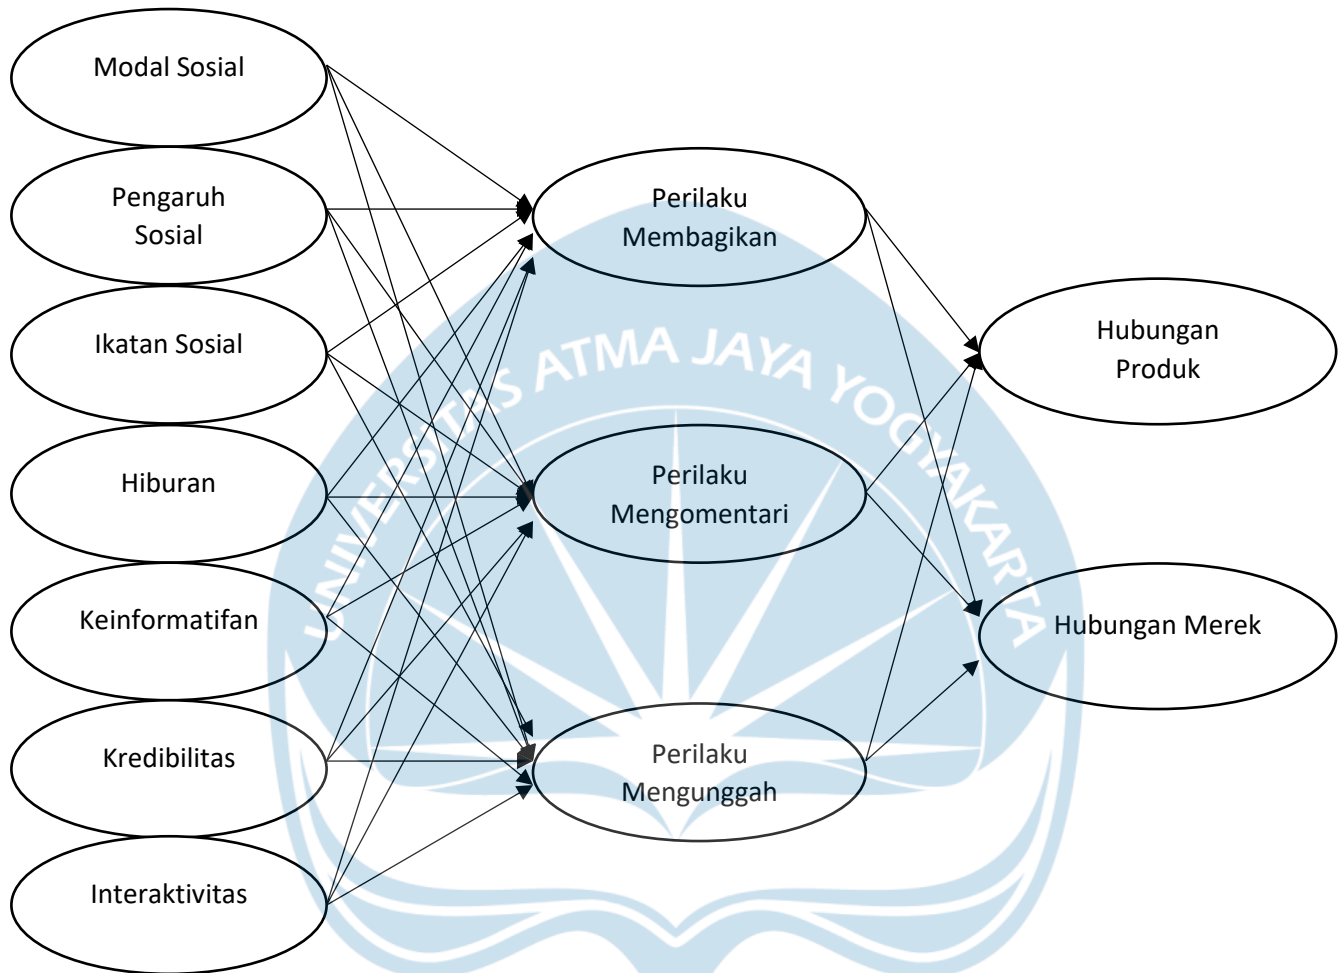 Modal Sosial
Pengaruh
Sosial
Ikatan Sosial
Hiburan
Keinformatifan
Kredibilitas
Interaktivitas
Perilaku
Membagikan
Perilaku
Mengomentari
Perilaku
Mengunggah
Hubungan
Produk
Hubungan Merek
UNIVERSITAS ATMA JAYA YOGYAKARTA